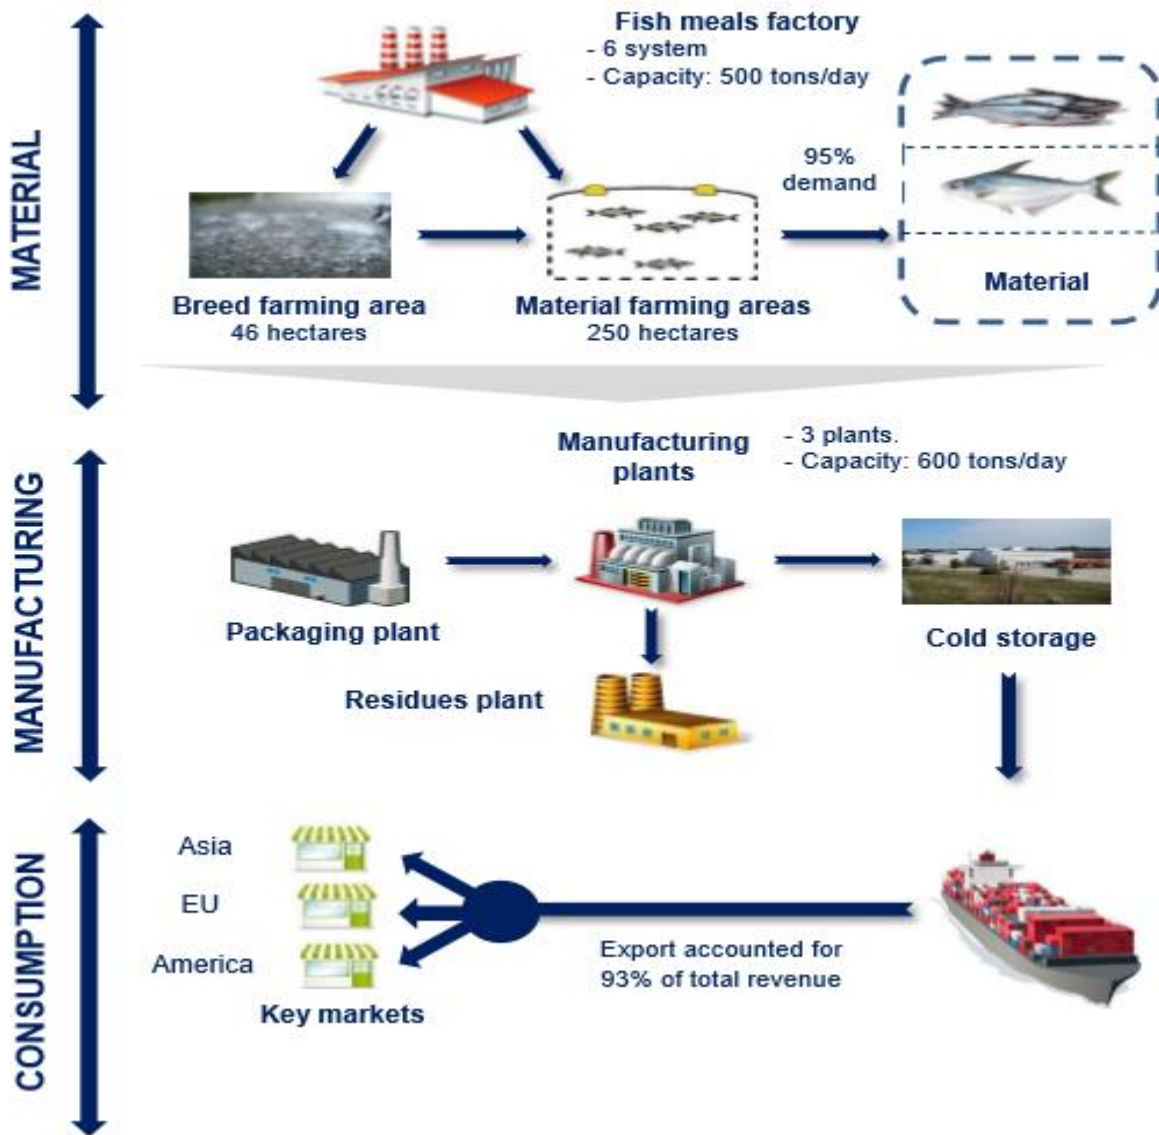 MATERIAL
Fish meals factory
- 6 system
- Capacity: 500 tons/day
95%
demand
Breed farming area
46 hectares
Material farming areas
250 hectares
Material
MANUFACTURING
Manufacturing
plants
- 3 plants.
- Capacity: 600 tons/day
Packaging plant
Cold storage
Residues plant
CONSUMPTION
Asia
EU
America
Key markets
Export accounted for
93% of total revenue